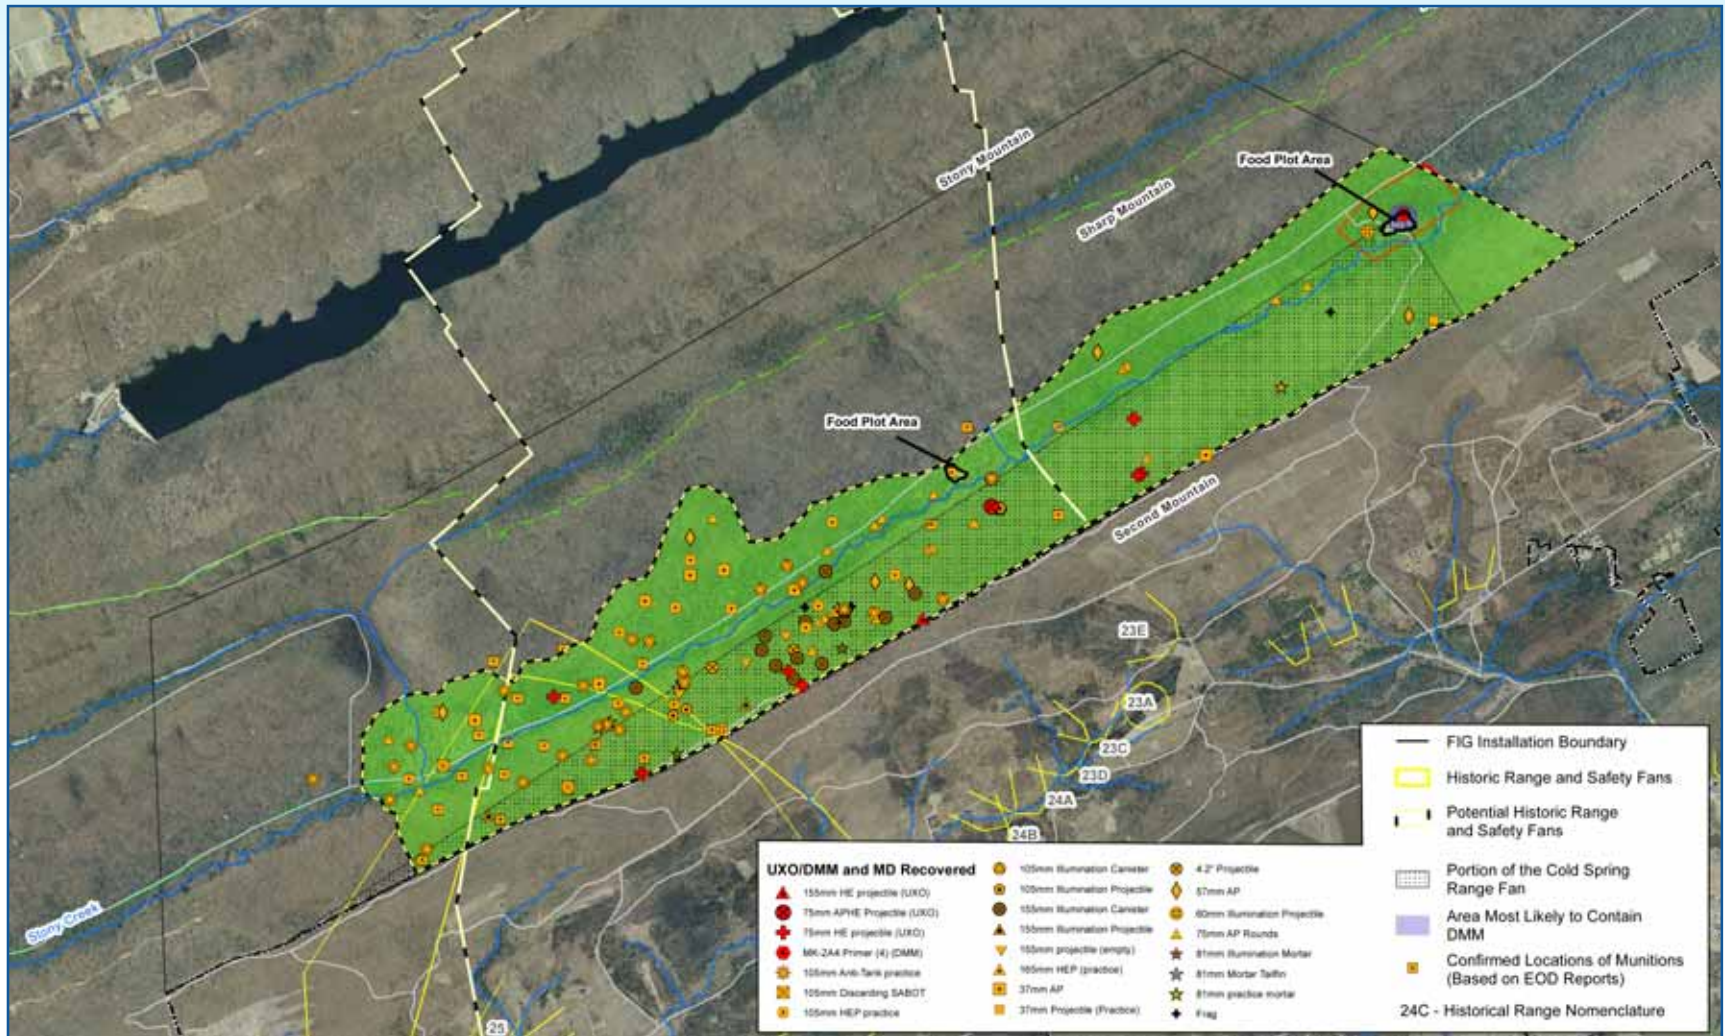 Stony Mountain
Food Plot Area
Sharp Mountain
Food Plot Area
Second Mountain
23E
23A
23C
23D
24A
24B
Stony Creek
25
FIG Installation Boundary
Historic Range and Safety Fans
Potential Historic Range
and Safety Fans
Portion of the Cold Spring
Range Fan
Area Most Likely to Contain
DMM
Confirmed Locations of Munitions
(Based on EOD Reports)
24C - Historical Range Nomenclature
UXO/DMM and MD Recovered
155mm HE projectile (UXO)
75mm APHE Projectile (UXO)
75mm HE projectile (UXO)
MK-2A4 Primer (4) (DMM)
105mm Anti-Tank practice
105mm Discarding SABOT
105mm HEP practice
105mm Illumination Canister
105mm Illumination Projectile
155mm Illumination Canister
155mm Illumination Projectile
155mm projectile (empty)
165mm HEP (practice)
37mm AP
37mm Projectile (Practice)
4.2" Projectile
57mm AP
60mm Illumination Projectile
75mm AP Rounds
81mm Illumination Mortar
81mm Mortar Tailfin
81mm practice mortar
Frag